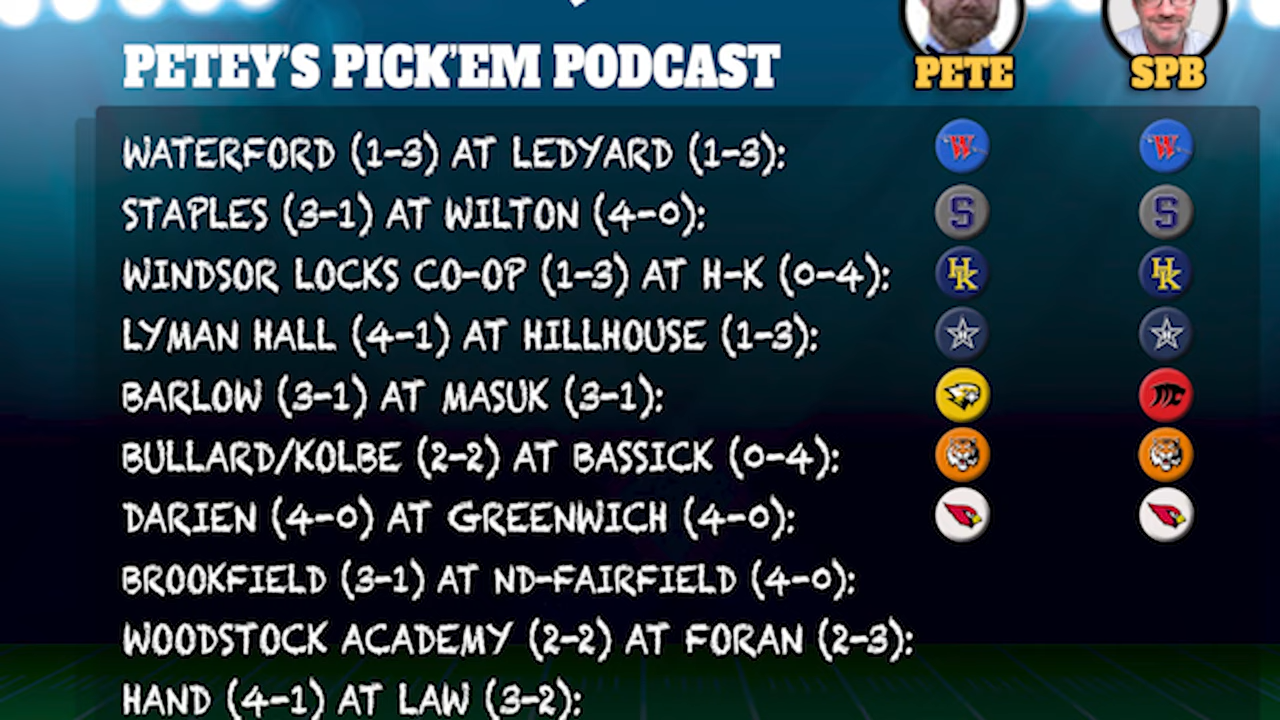 PETEY'S PICK'EM PODCAST
PETE
SPB
WATERFORD (1-3) AT LEDYARD (1-3):
W
W
STAPLES (3-1) AT WILTON (4-0):
S
S
WINDSOR LOCKS CO-OP (1-3) AT H-K (0-4):
HK
HK
LYMAN HALL (4-1) AT HILLHOUSE (1-3):
H
H
BARLOW (3-1) AT MASUK (3-1):
BULLARD/KOLBE (2-2) AT BASSICK (0-4):
DARIEN (4-0) AT GREENWICH (4-0):
BROOKFIELD (3-1) AT ND-FAIRFIELD (4-0):
WOODSTOCK ACADEMY (2-2) AT FORAN (2-3):
HAND (4-1) AT LAW (3-2):